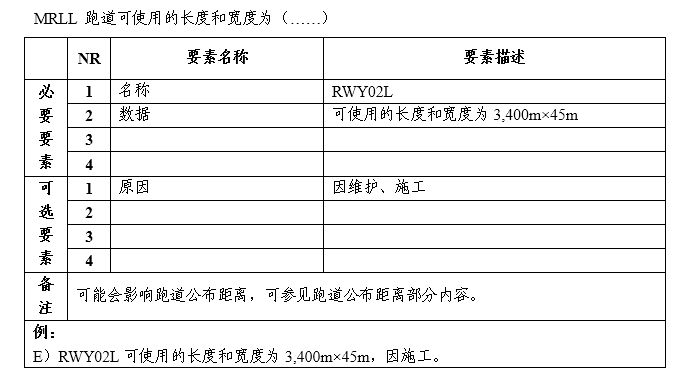 MRLL 跑道可使用的长度和宽度为（……）
NR 要素名称 要素描述
必要要素
1 名称 RWY02L
2 数据 可使用的长度和宽度为 3,400m×45m
3
4
可选要素
1 原因 因维护、施工
2
3
4
备注 可能会影响跑道公布距离，可参见跑道公布距离部分内容。
例：
E）RWY02L 可使用的长度和宽度为 3,400m×45m，因施工。